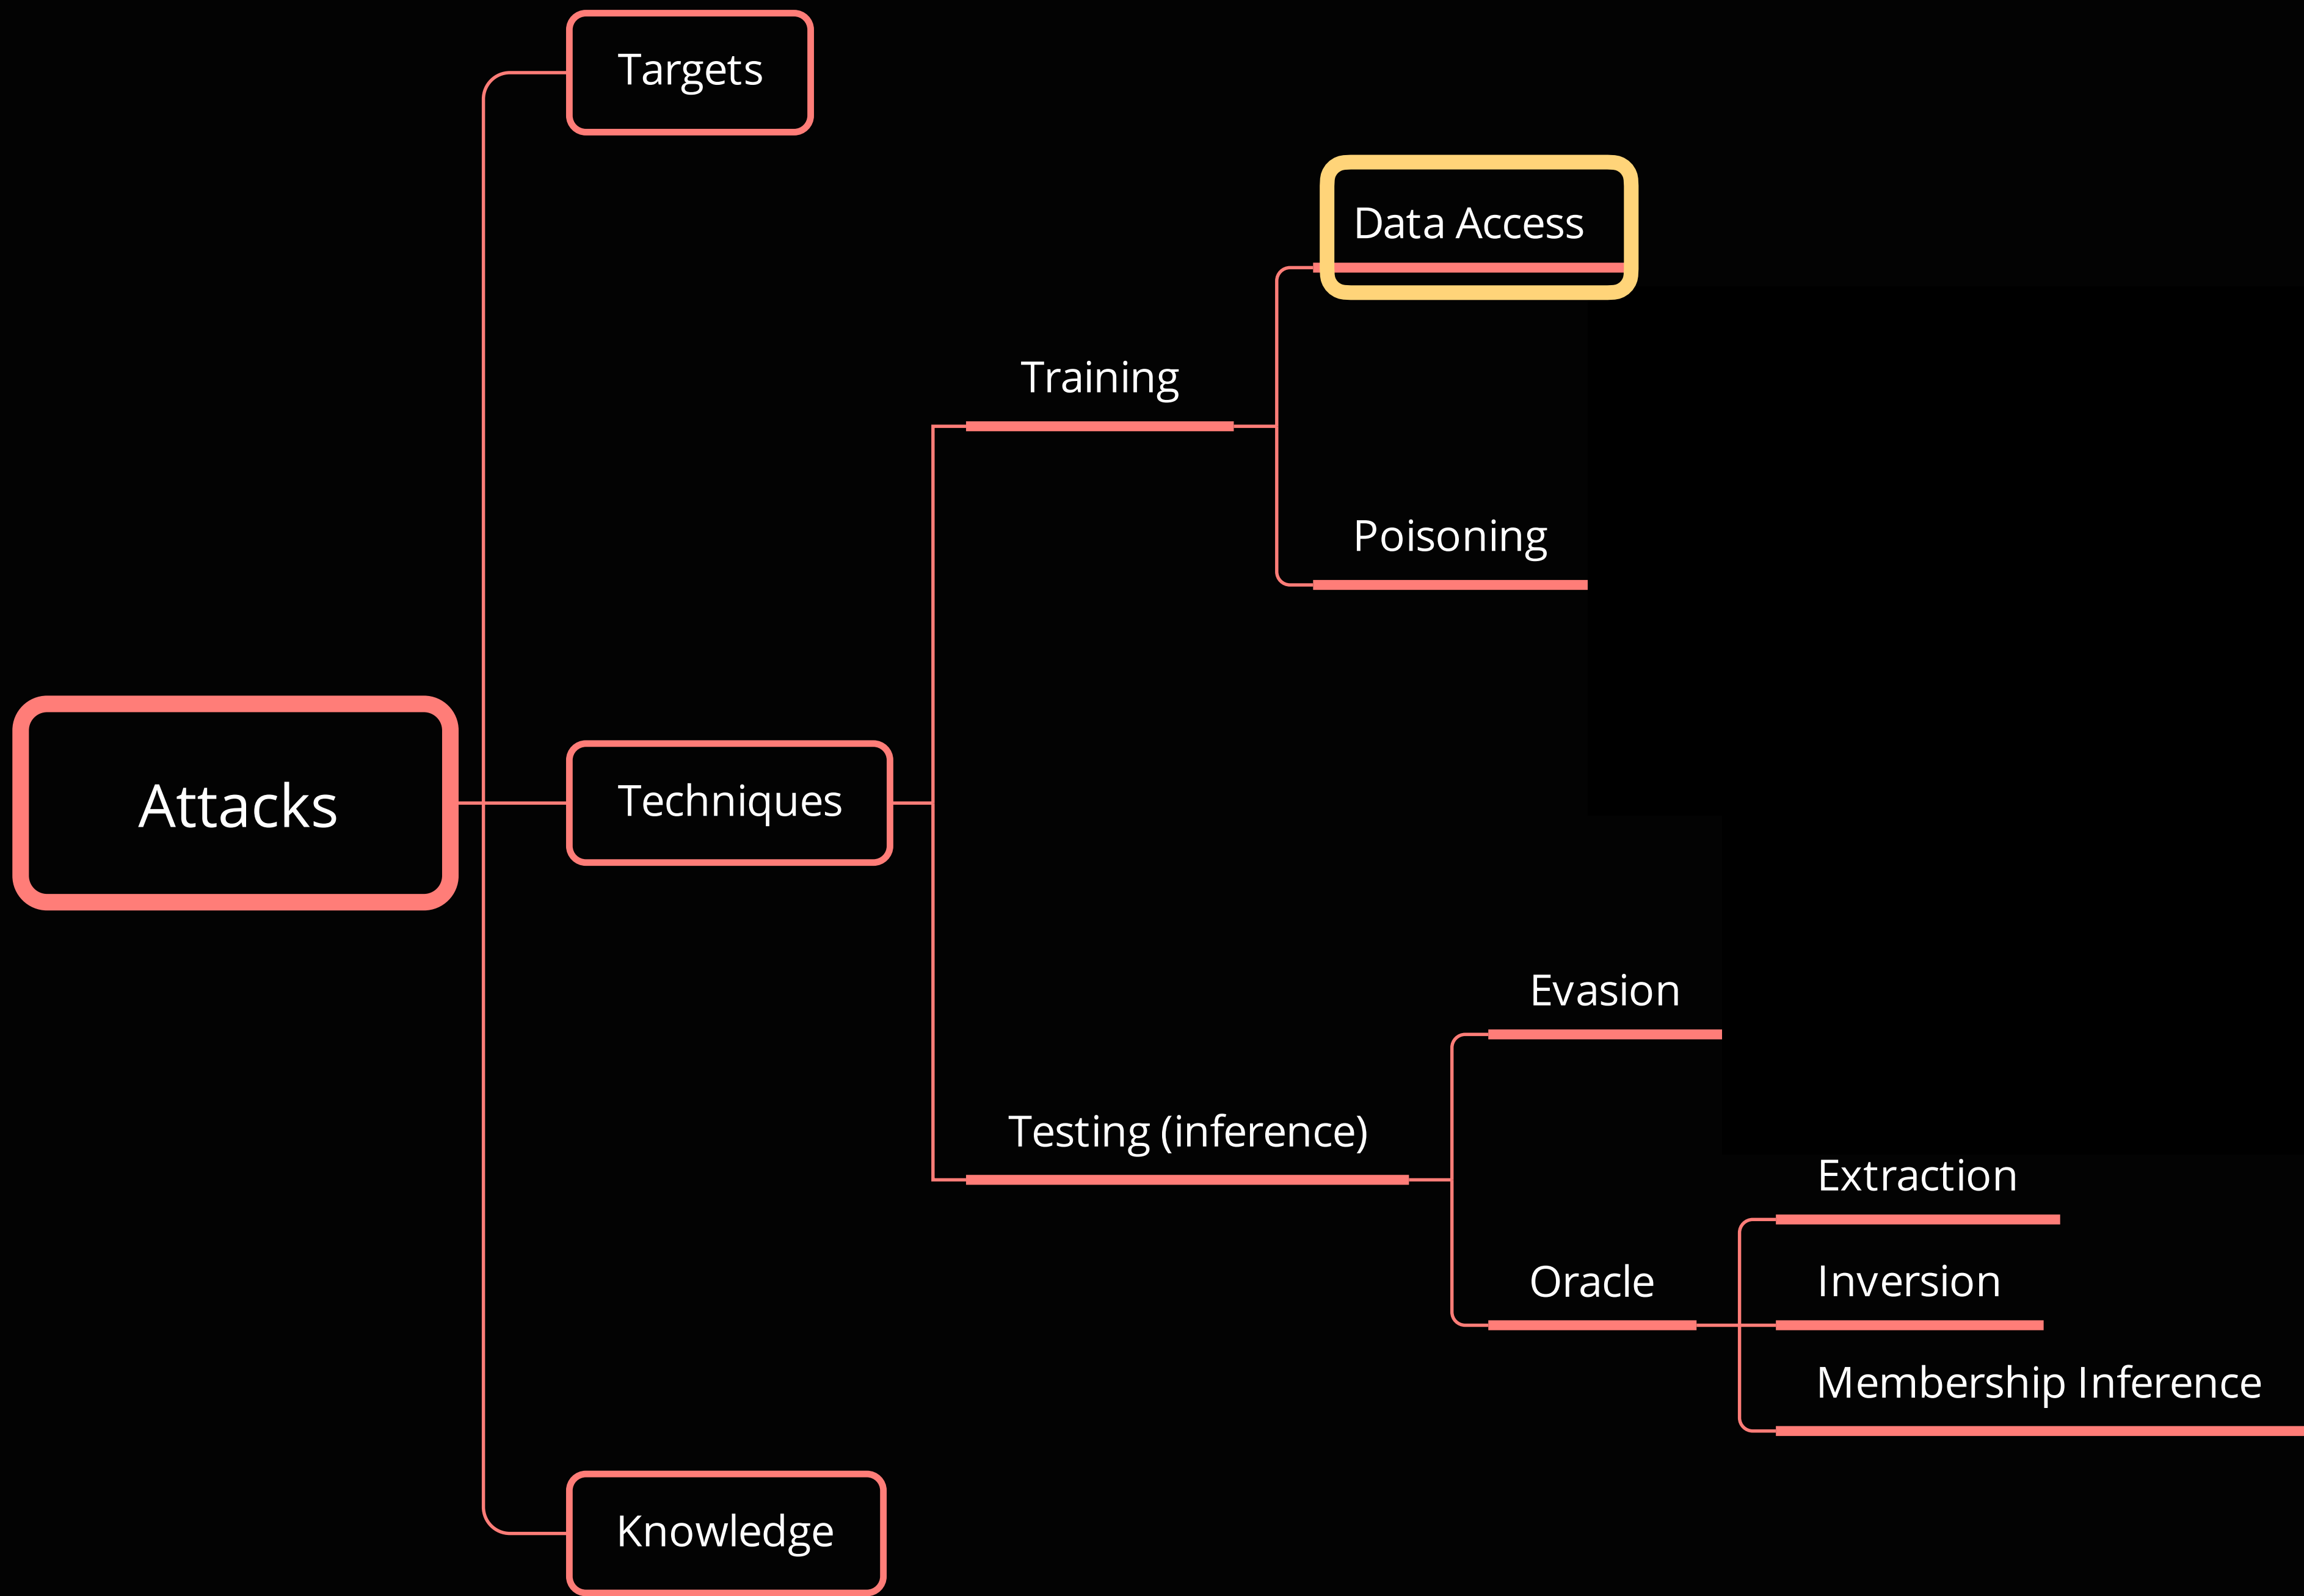 Targets
Data Access
Training
Poisoning
Attacks
Techniques
Evasion
Testing (inference)
Extraction
Oracle
Inversion
Membership Inference
Knowledge